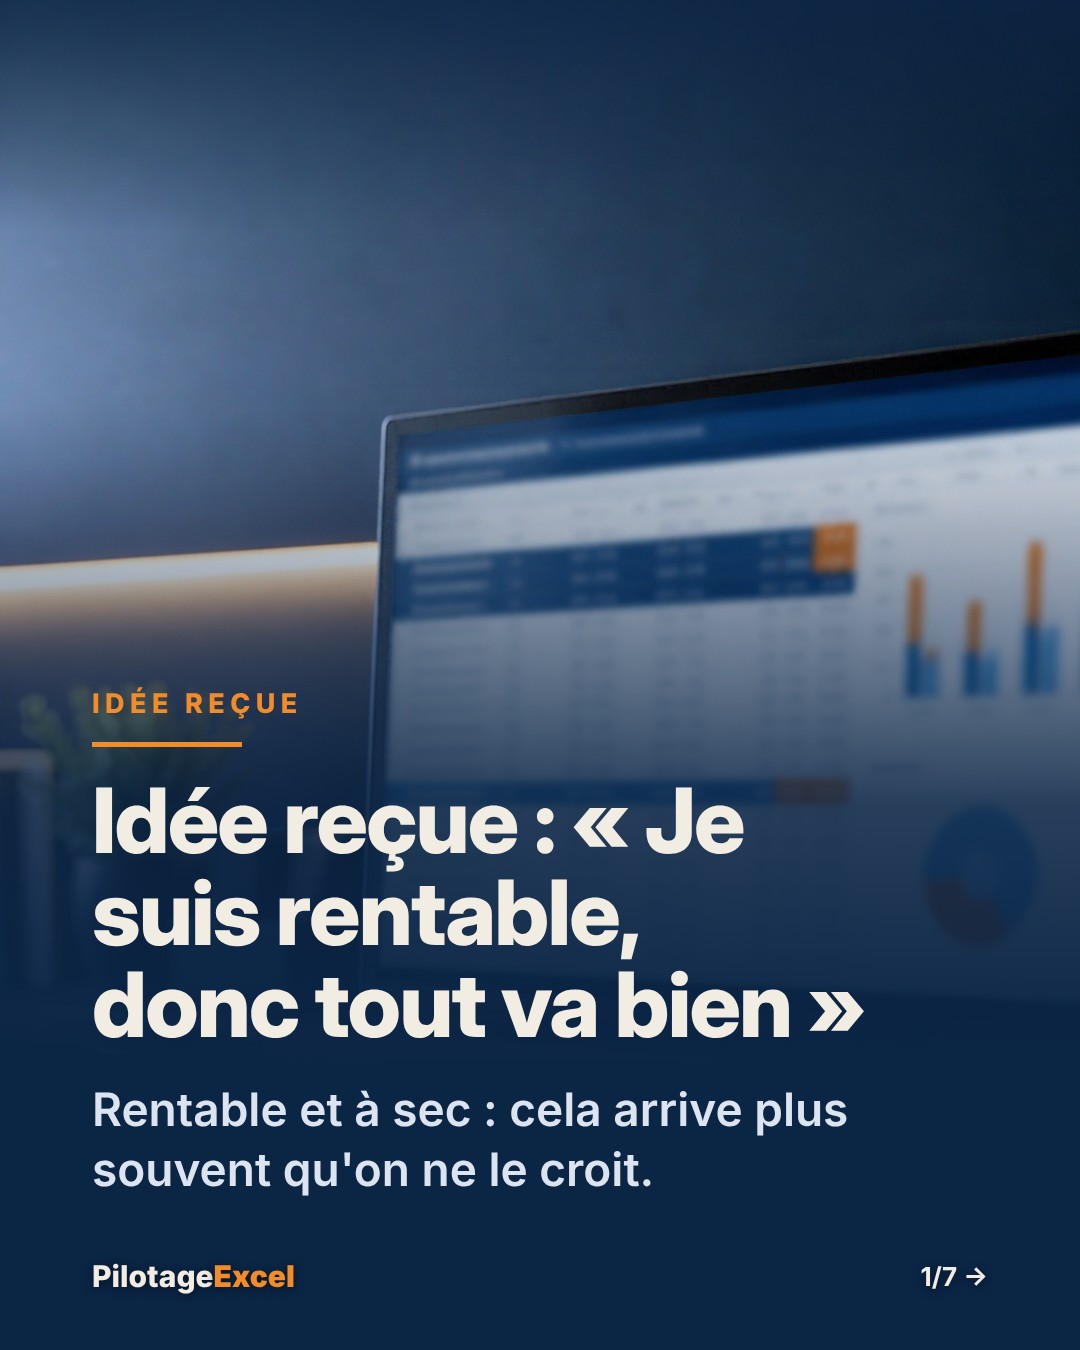 IDÉE REÇUE
Idée reçue : « Je
suis rentable,
donc tout va bien »
Rentable et à sec : cela arrive plus
souvent qu'on ne le croit.
PilotageExcel
1/7 →